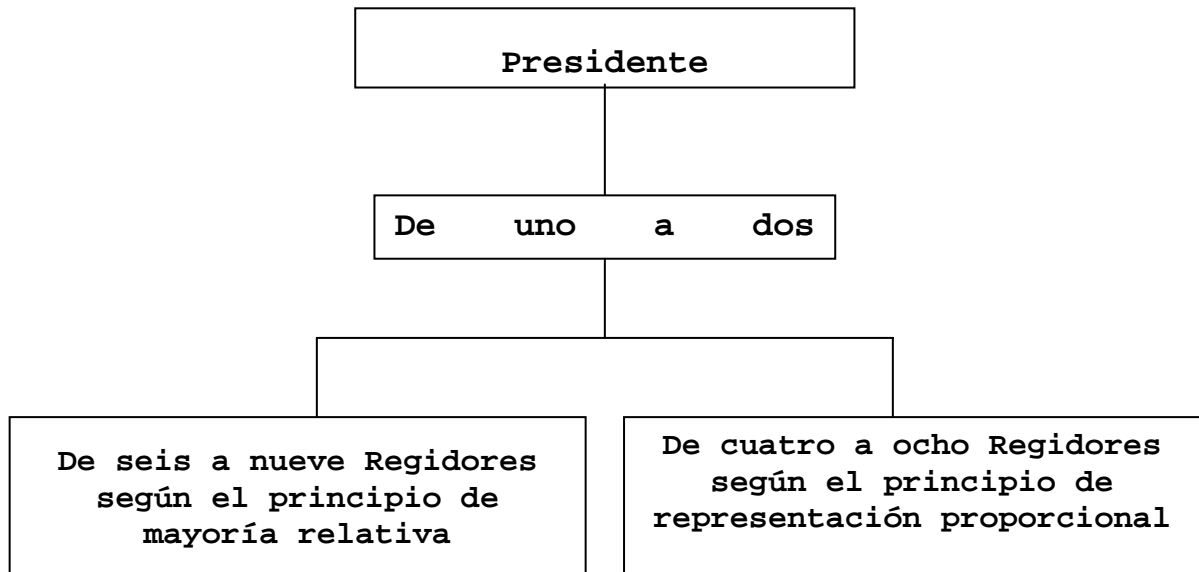 Presidente
De uno a dos
De seis a nueve Regidores
según el principio de
mayoría relativa
De cuatro a ocho Regidores
según el principio de
representación proporcional